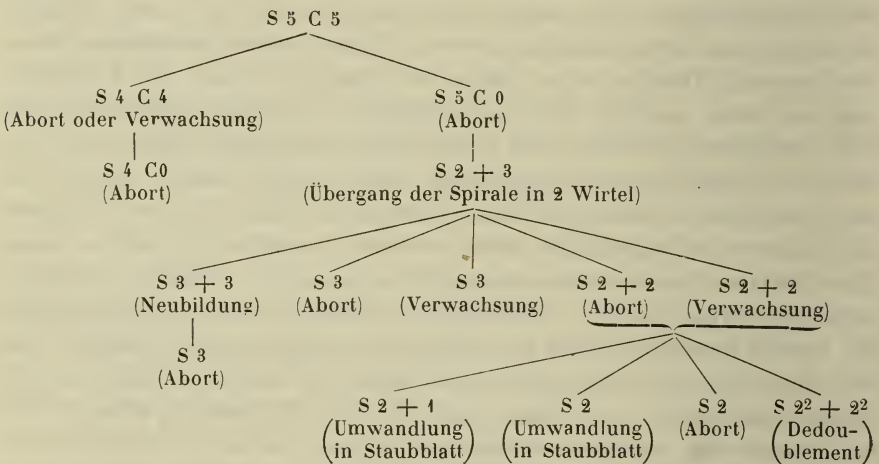 S 5 C 5
S 4 C 4 S 5 C 0
(Abort oder Verwachsung) (Abort)
S 4 C0 S 2 + 3
(Abort) (Übergang der Spirale in 2 Wirtel)
S 3 + 3 S 3 S 3 S 2 + 2 S 2 + 2
(Neubildung) (Abort) (Verwachsung) (Abort) (Verwachsung)
S 3
(Abort)
S 2 + 1 S 2 S 2 S 2² + 2²
(Umwandlung (Umwandlung (Abort) (Dedou-
in Staubblatt) in Staubblatt) blement)